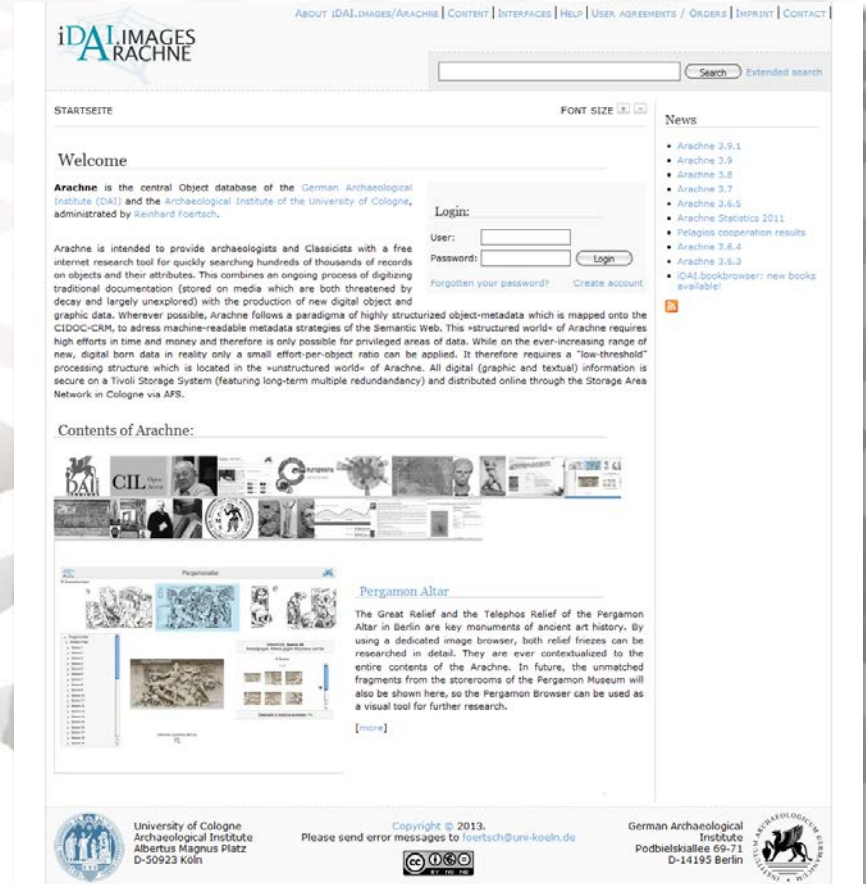 ABOUT iDAI.IMAGES/ARACHNE | CONTENT | INTERFACES | HELP | USER AGREEMENTS / ORDERS | IMPRINT | CONTACT |
iDAI.IMAGES
ARACHNE
Search Extended search
STARTSEITE
FONT SIZE + -
Welcome
Arachne is the central Object database of the German Archaeological
Institute (DAI) and the Archaeological Institute of the University of Cologne,
administrated by Reinhard Foertsch.
Login:
User:
Password: Login
Forgotten your password? Create account
Arachne is intended to provide archaeologists and Classicists with a free
internet research tool for quickly searching hundreds of thousands of records
on objects and their attributes. This combines an ongoing process of digitizing
traditional documentation (stored on media which are both threatened by
decay and largely unexplored) with the production of new digital object and
graphic data. Wherever possible, Arachne follows a paradigm of highly structurized object-metadata which is mapped onto the
CIDOC-CRM, to adress machine-readable metadata strategies of the Semantic Web. This »structured world« of Arachne requires
high efforts in time and money and therefore is only possible for privileged areas of data. While on the ever-increasing range of
new, digital born data in reality only a small effort-per-object ratio can be applied. It therefore requires a "low-threshold"
processing structure which is located in the »unstructured world« of Arachne. All digital (graphic and textual) information is
secure on a Tivoli Storage System (featuring long-term multiple redundandancy) and distributed online through the Storage Area
Network in Cologne via AFS.
News
Arachne 3.9.1
Arachne 3.9
Arachne 3.8
Arachne 3.7
Arachne 3.6.5
Arachne Statistics 2011
Pelagios cooperation results
Arachne 3.6.4
Arachne 3.6.3
iDAI.bookbrowser: new books
available!
Contents of Arachne:
DAI
CIL Open
Access
europeana
Pergamonaltar
Pergamon Altar
The Great Relief and the Telephos Relief of the Pergamon
Altar in Berlin are key monuments of ancient art history. By
using a dedicated image browser, both relief friezes can be
researched in detail. They are ever contextualized to the
entire contents of the Arachne. In future, the unmatched
fragments from the storerooms of the Pergamon Museum will
also be shown here, so the Pergamon Browser can be used as
a visual tool for further research.
[more]
University of Cologne
Archaeological Institute
Albertus Magnus Platz
D-50923 Köln
Copyright © 2013.
Please send error messages to foertsch@uni-koeln.de
cc BY NC ND
German Archaeological
Institute
Podbielskiallee 69-71
D-14195 Berlin
INSTITUTUM ARCHAEOLOGICUM GERMANICUM